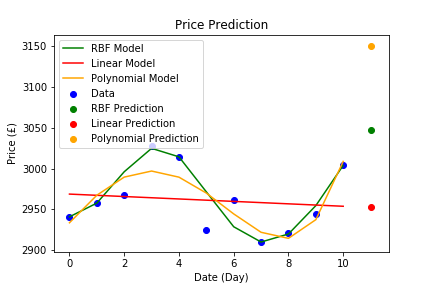 Price Prediction
RBF Model
Linear Model
Polynomial Model
Data
RBF Prediction
Linear Prediction
Polynomial Prediction
Price (£)
3150
3100
3050
3000
2950
2900
0 2 4 6 8 10
Date (Day)